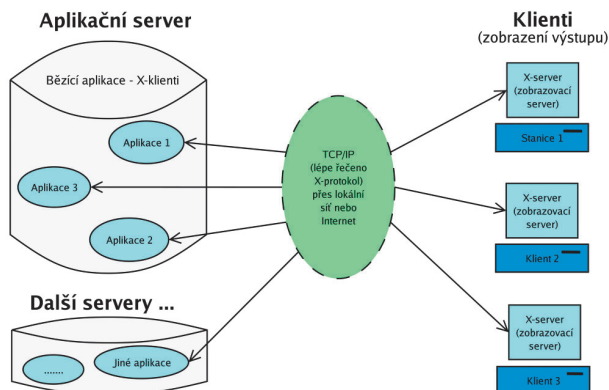 Aplikační server
Bězící aplikace - X-klienti
Aplikace 1
Aplikace 3
Aplikace 2
Další servery ...
.......
Jiné aplikace
TCP/IP
(lépe řečeno
X-protokol)
přes lokální
síť nebo
Internet
Klienti
(zobrazení výstupu)
X-server
(zobrazovací
server)
Stanice 1
X-server
(zobrazovací
server)
Klient 2
X-server
(zobrazovací
server)
Klient 3